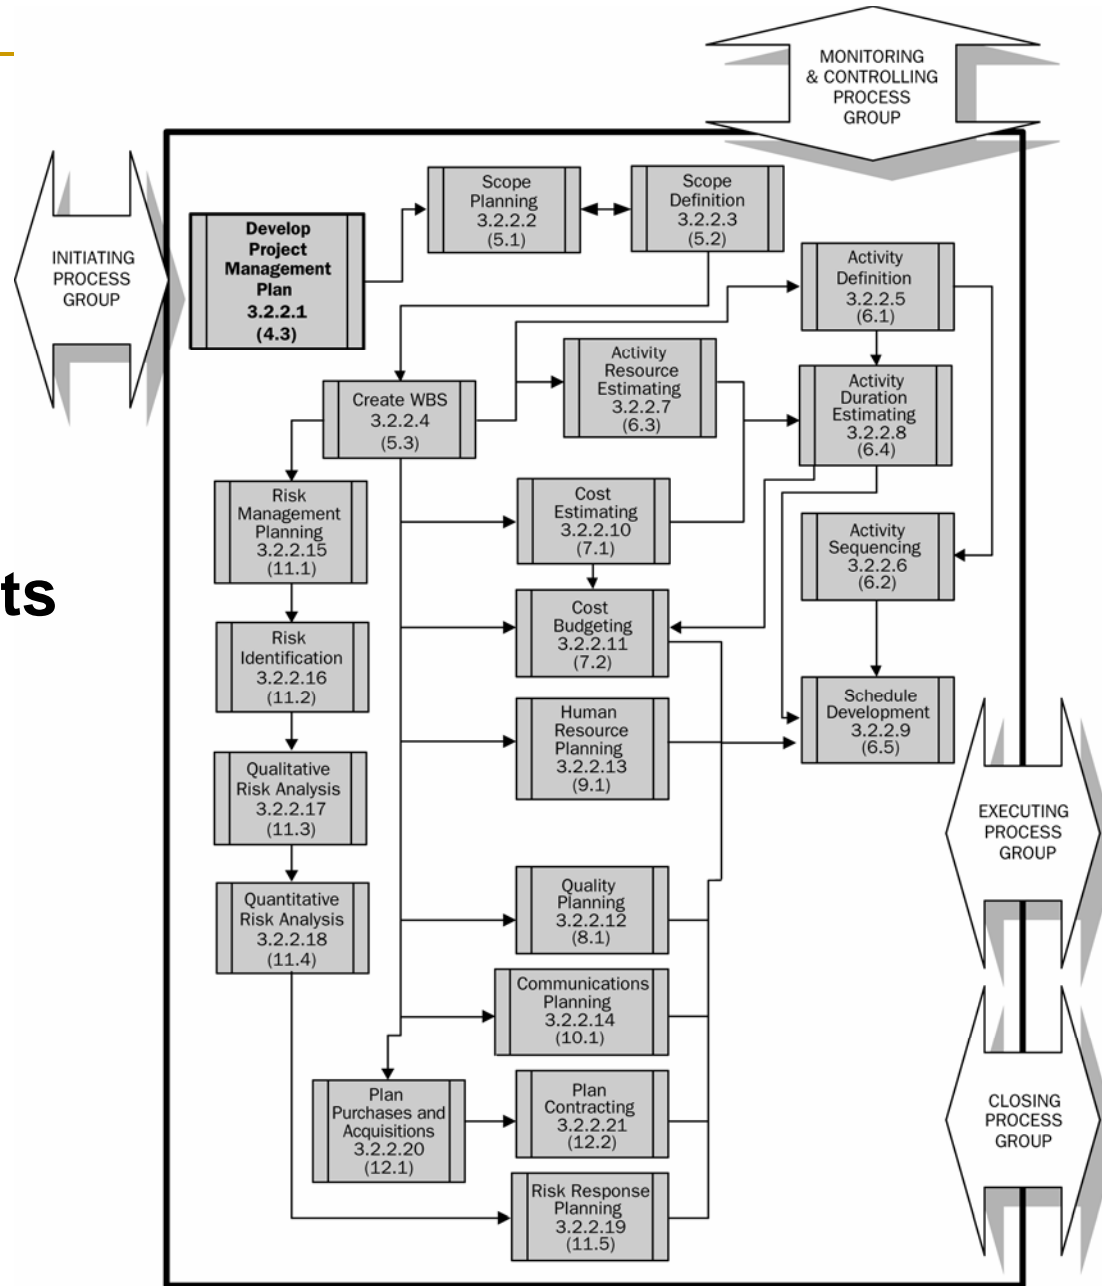 MONITORING
& CONTROLLING
PROCESS
GROUP
INITIATING
PROCESS
GROUP
Develop
Project
Management
Plan
3.2.2.1
(4.3)
Scope
Planning
3.2.2.2
(5.1)
Scope
Definition
3.2.2.3
(5.2)
Activity
Definition
3.2.2.5
(6.1)
Activity
Resource
Estimating
3.2.2.7
(6.3)
Activity
Duration
Estimating
3.2.2.8
(6.4)
Create WBS
3.2.2.4
(5.3)
Risk
Management
Planning
3.2.2.15
(11.1)
Cost
Estimating
3.2.2.10
(7.1)
Activity
Sequencing
3.2.2.6
(6.2)
ts
Cost
Budgeting
3.2.2.11
(7.2)
Risk
Identification
3.2.2.16
(11.2)
Human
Resource
Planning
3.2.2.13
(9.1)
Schedule
Development
3.2.2.9
(6.5)
Qualitative
Risk Analysis
3.2.2.17
(11.3)
EXECUTING
PROCESS
GROUP
Quantitative
Risk Analysis
3.2.2.18
(11.4)
Quality
Planning
3.2.2.12
(8.1)
Communications
Planning
3.2.2.14
(10.1)
Plan
Purchases and
Acquisitions
3.2.2.20
(12.1)
Plan
Contracting
3.2.2.21
(12.2)
CLOSING
PROCESS
GROUP
Risk Response
Planning
3.2.2.19
(11.5)